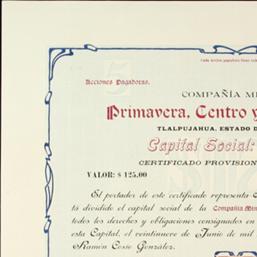 Acciones Pagadoras.
COMPAÑÍA
Primavera, Centro y
TLALPUJAHUA, ESTADO
Capital Social:
CERTIFICADO PROVISION
VALOR: $ 125.00
El portador de este certificado representa
tá dividido el capital social de la Compañía Min
todos los derechos y obligaciones consignados en
esta Capital, el veintinueve de Junio de mil
Ramón Cosío González.